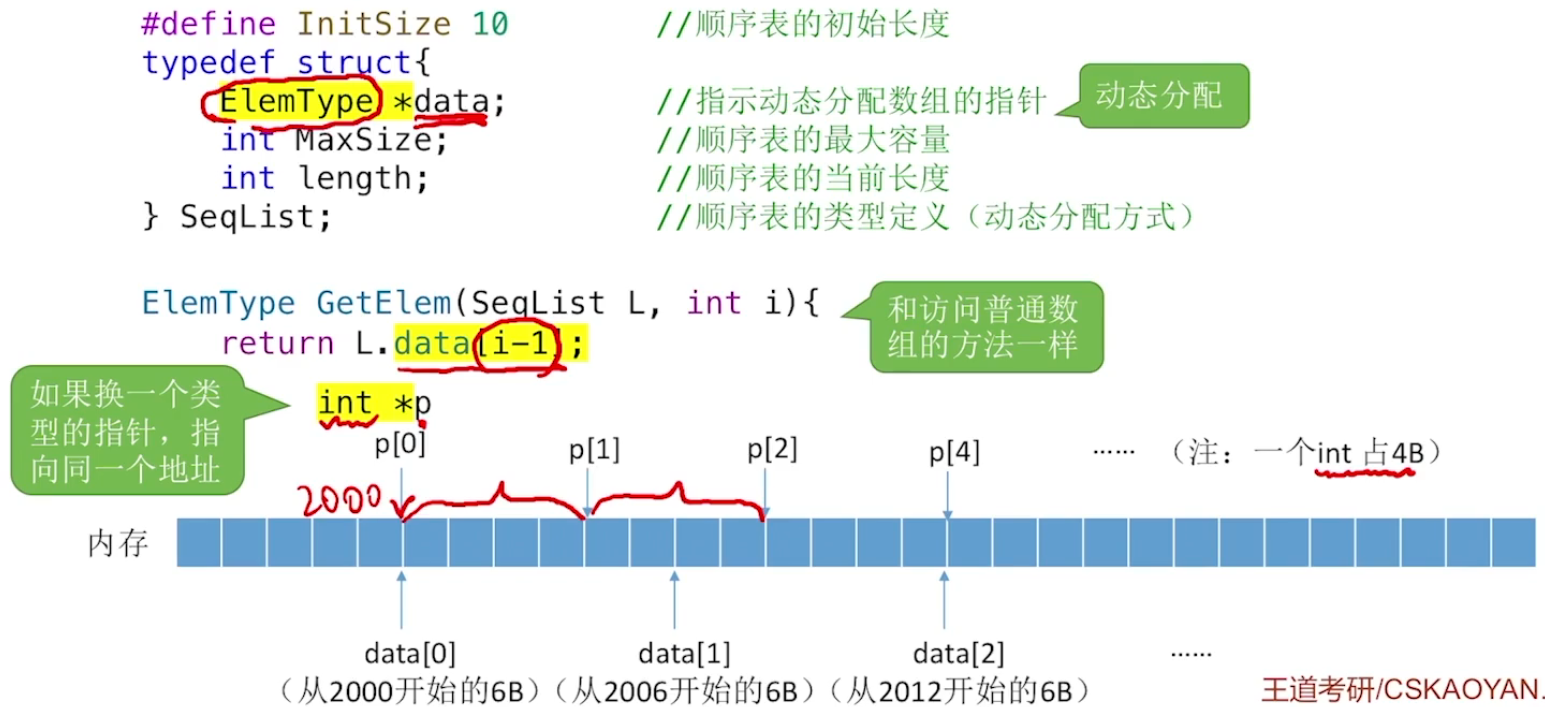 #define InitSize 10 //顺序表的初始长度
typedef struct{
ElemType *data; //指示动态分配数组的指针
动态分配
int MaxSize; //顺序表的最大容量
int length; //顺序表的当前长度
} SeqList; //顺序表的类型定义（动态分配方式）
ElemType GetElem(SeqList L, int i){
return L.data[i-1];
和访问普通数
组的方法一样
如果换一个类
型的指针，指
向同一个地址
int *p
p[0] p[1] p[2] p[4] …… （注：一个int 占4B）
2000
内存
data[0] data[1] data[2] ……
（从2000开始的6B）（从2006开始的6B）（从2012开始的6B）
王道考研/CSKAOYAN.